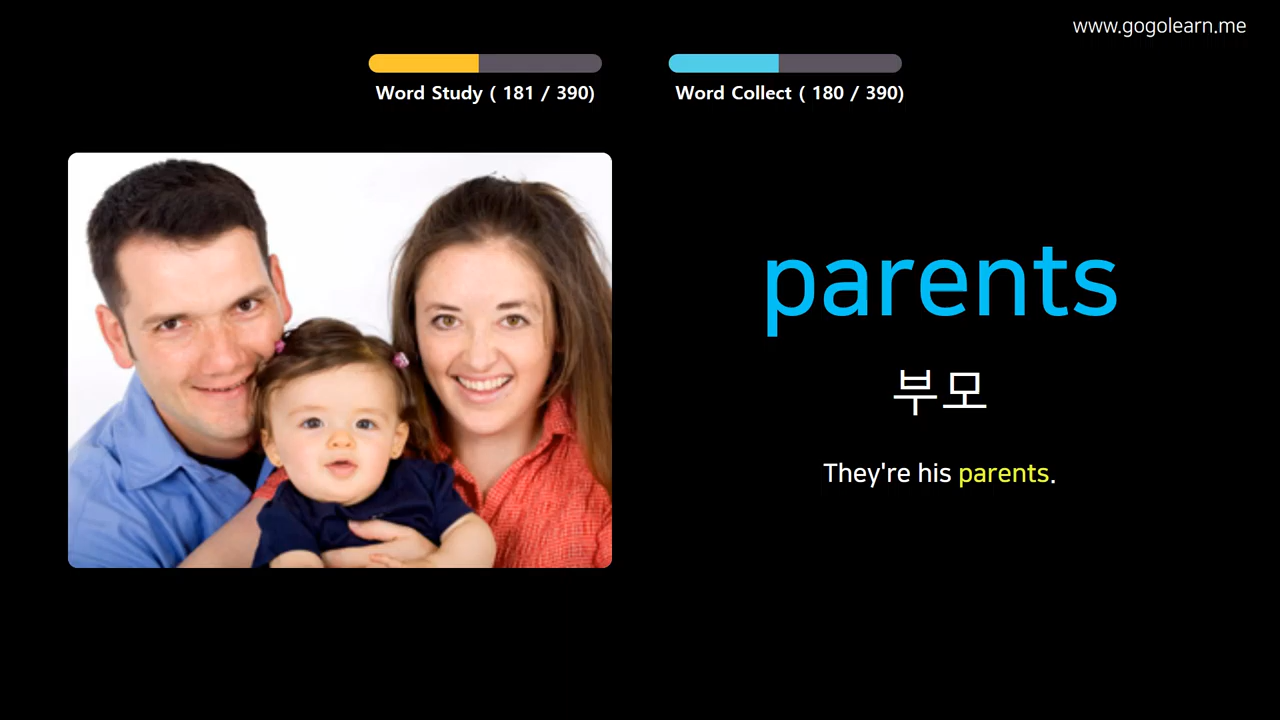 www.gogolearn.me
Word Study ( 181 / 390)
Word Collect ( 180 / 390)
parents
부모
They're his parents.